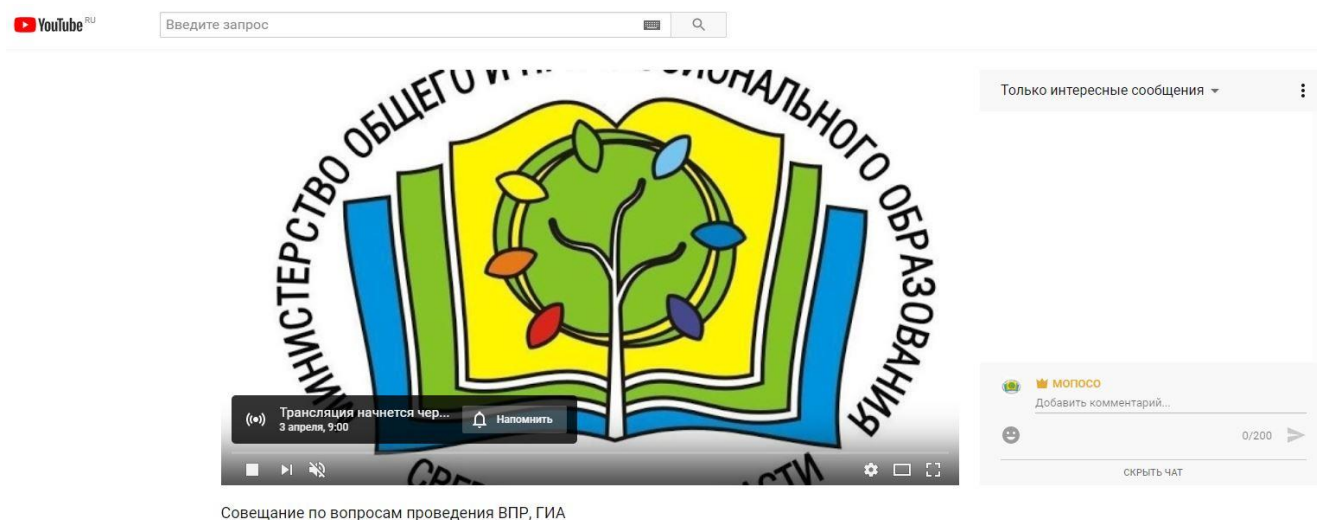 YouTube RU
Введите запрос
МИНИСТЕРСТВО ОБЩЕГО И
ОБРАЗОВАНИЯ
Трансляция начнется чер...
3 апреля, 9:00
Напомнить
Совещание по вопросам проведения ВПР, ГИА
Только интересные сообщения
МОПОСО
Добавить комментарий...
0/200
СКРЫТЬ ЧАТ